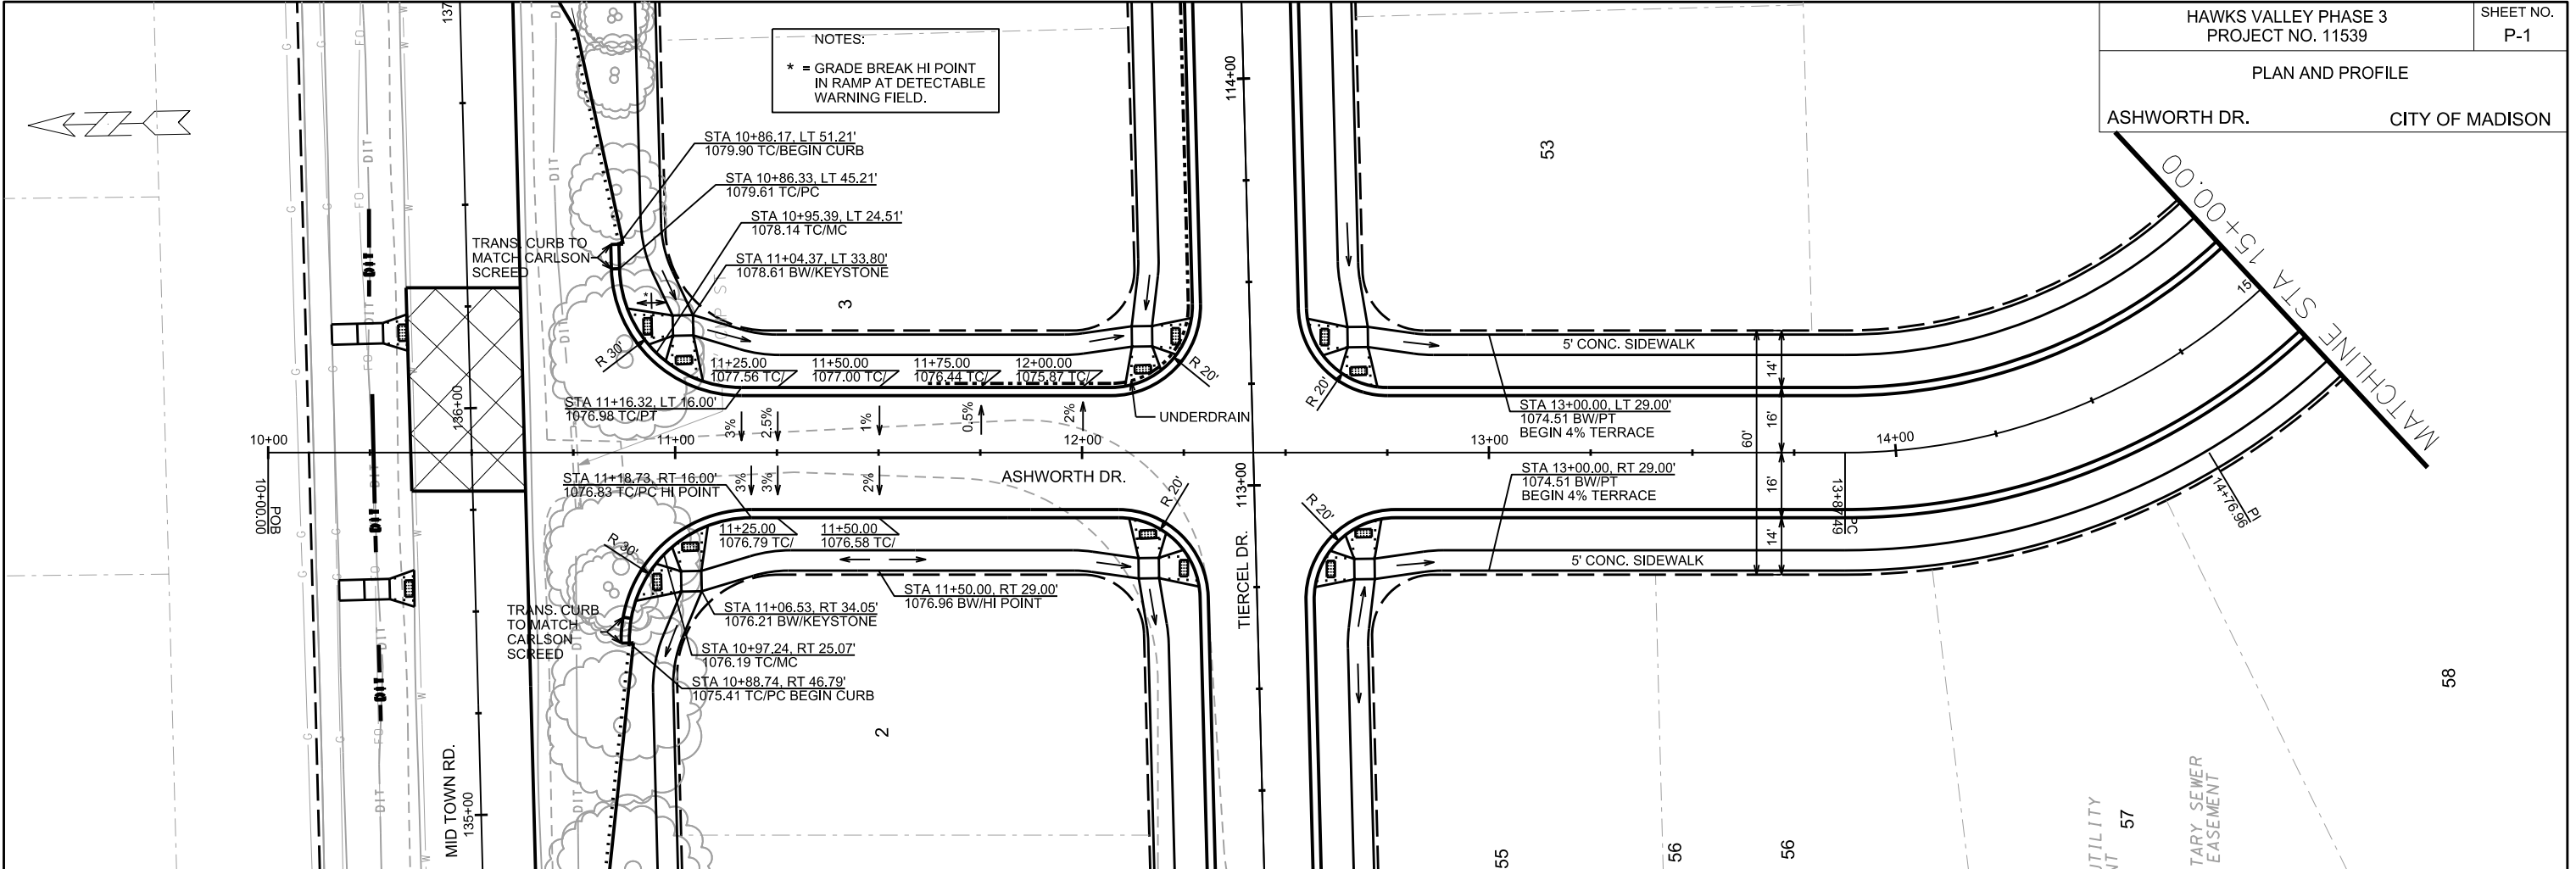 HAWKS VALLEY PHASE 3
PROJECT NO. 11539
SHEET NO.
P-1
PLAN AND PROFILE
ASHWORTH DR.
CITY OF MADISON
NOTES:
* = GRADE BREAK HI POINT
IN RAMP AT DETECTABLE
WARNING FIELD.
STA 10+86.17, LT 51.21'
1079.90 TC/BEGIN CURB
STA 10+86.33, LT 45.21'
1079.61 TC/PC
STA 10+95.39, LT 24.51'
1078.14 TC/MC
STA 11+04.37, LT 33.80'
1078.61 BW/KEYSTONE
TRANS. CURB TO
MATCH CARLSON
SCREED
*
R 30'
3
53
114+00
137
G
G
FO
DIT
W
W
DIT
DIT
DIT
11+25.00
1077.56 TC/
11+50.00
1077.00 TC/
11+75.00
1076.44 TC/
12+00.00
1075.87 TC/
R 20'
R 20'
STA 11+16.32, LT 16.00'
1076.98 TC/PT
UNDERDRAIN
3%
2.5%
1%
0.5%
2%
5' CONC. SIDEWALK
14'
16'
60'
16'
14'
STA 13+00.00, LT 29.00'
1074.51 BW/PT
BEGIN 4% TERRACE
MATCHLINE STA 15+00.00
15
136+00
10+00
11+00
12+00
13+00
14+00
POB
10+00.00
ASHWORTH DR.
STA 11+18.73, RT 16.00'
1076.83 TC/PC HI POINT
3%
3%
2%
113+00
TIERCEL DR.
R 20'
R 20'
STA 13+00.00, RT 29.00'
1074.51 BW/PT
BEGIN 4% TERRACE
PC
13+87.49
PI
14+76.96
11+25.00
1076.79 TC/
11+50.00
1076.58 TC/
R 30'
5' CONC. SIDEWALK
STA 11+50.00, RT 29.00'
1076.96 BW/HI POINT
STA 11+06.53, RT 34.05'
1076.21 BW/KEYSTONE
TRANS. CURB
TO MATCH
CARLSON
SCREED
STA 10+97.24, RT 25.07'
1076.19 TC/MC
STA 10+88.74, RT 46.79'
1075.41 TC/PC BEGIN CURB
DIT
DIT
DIT
FO
G
G
W
W
DIT
MID TOWN RD.
135+00
2
55
56
56
57
58
UTILITY
TARY SEWER
EASEMENT